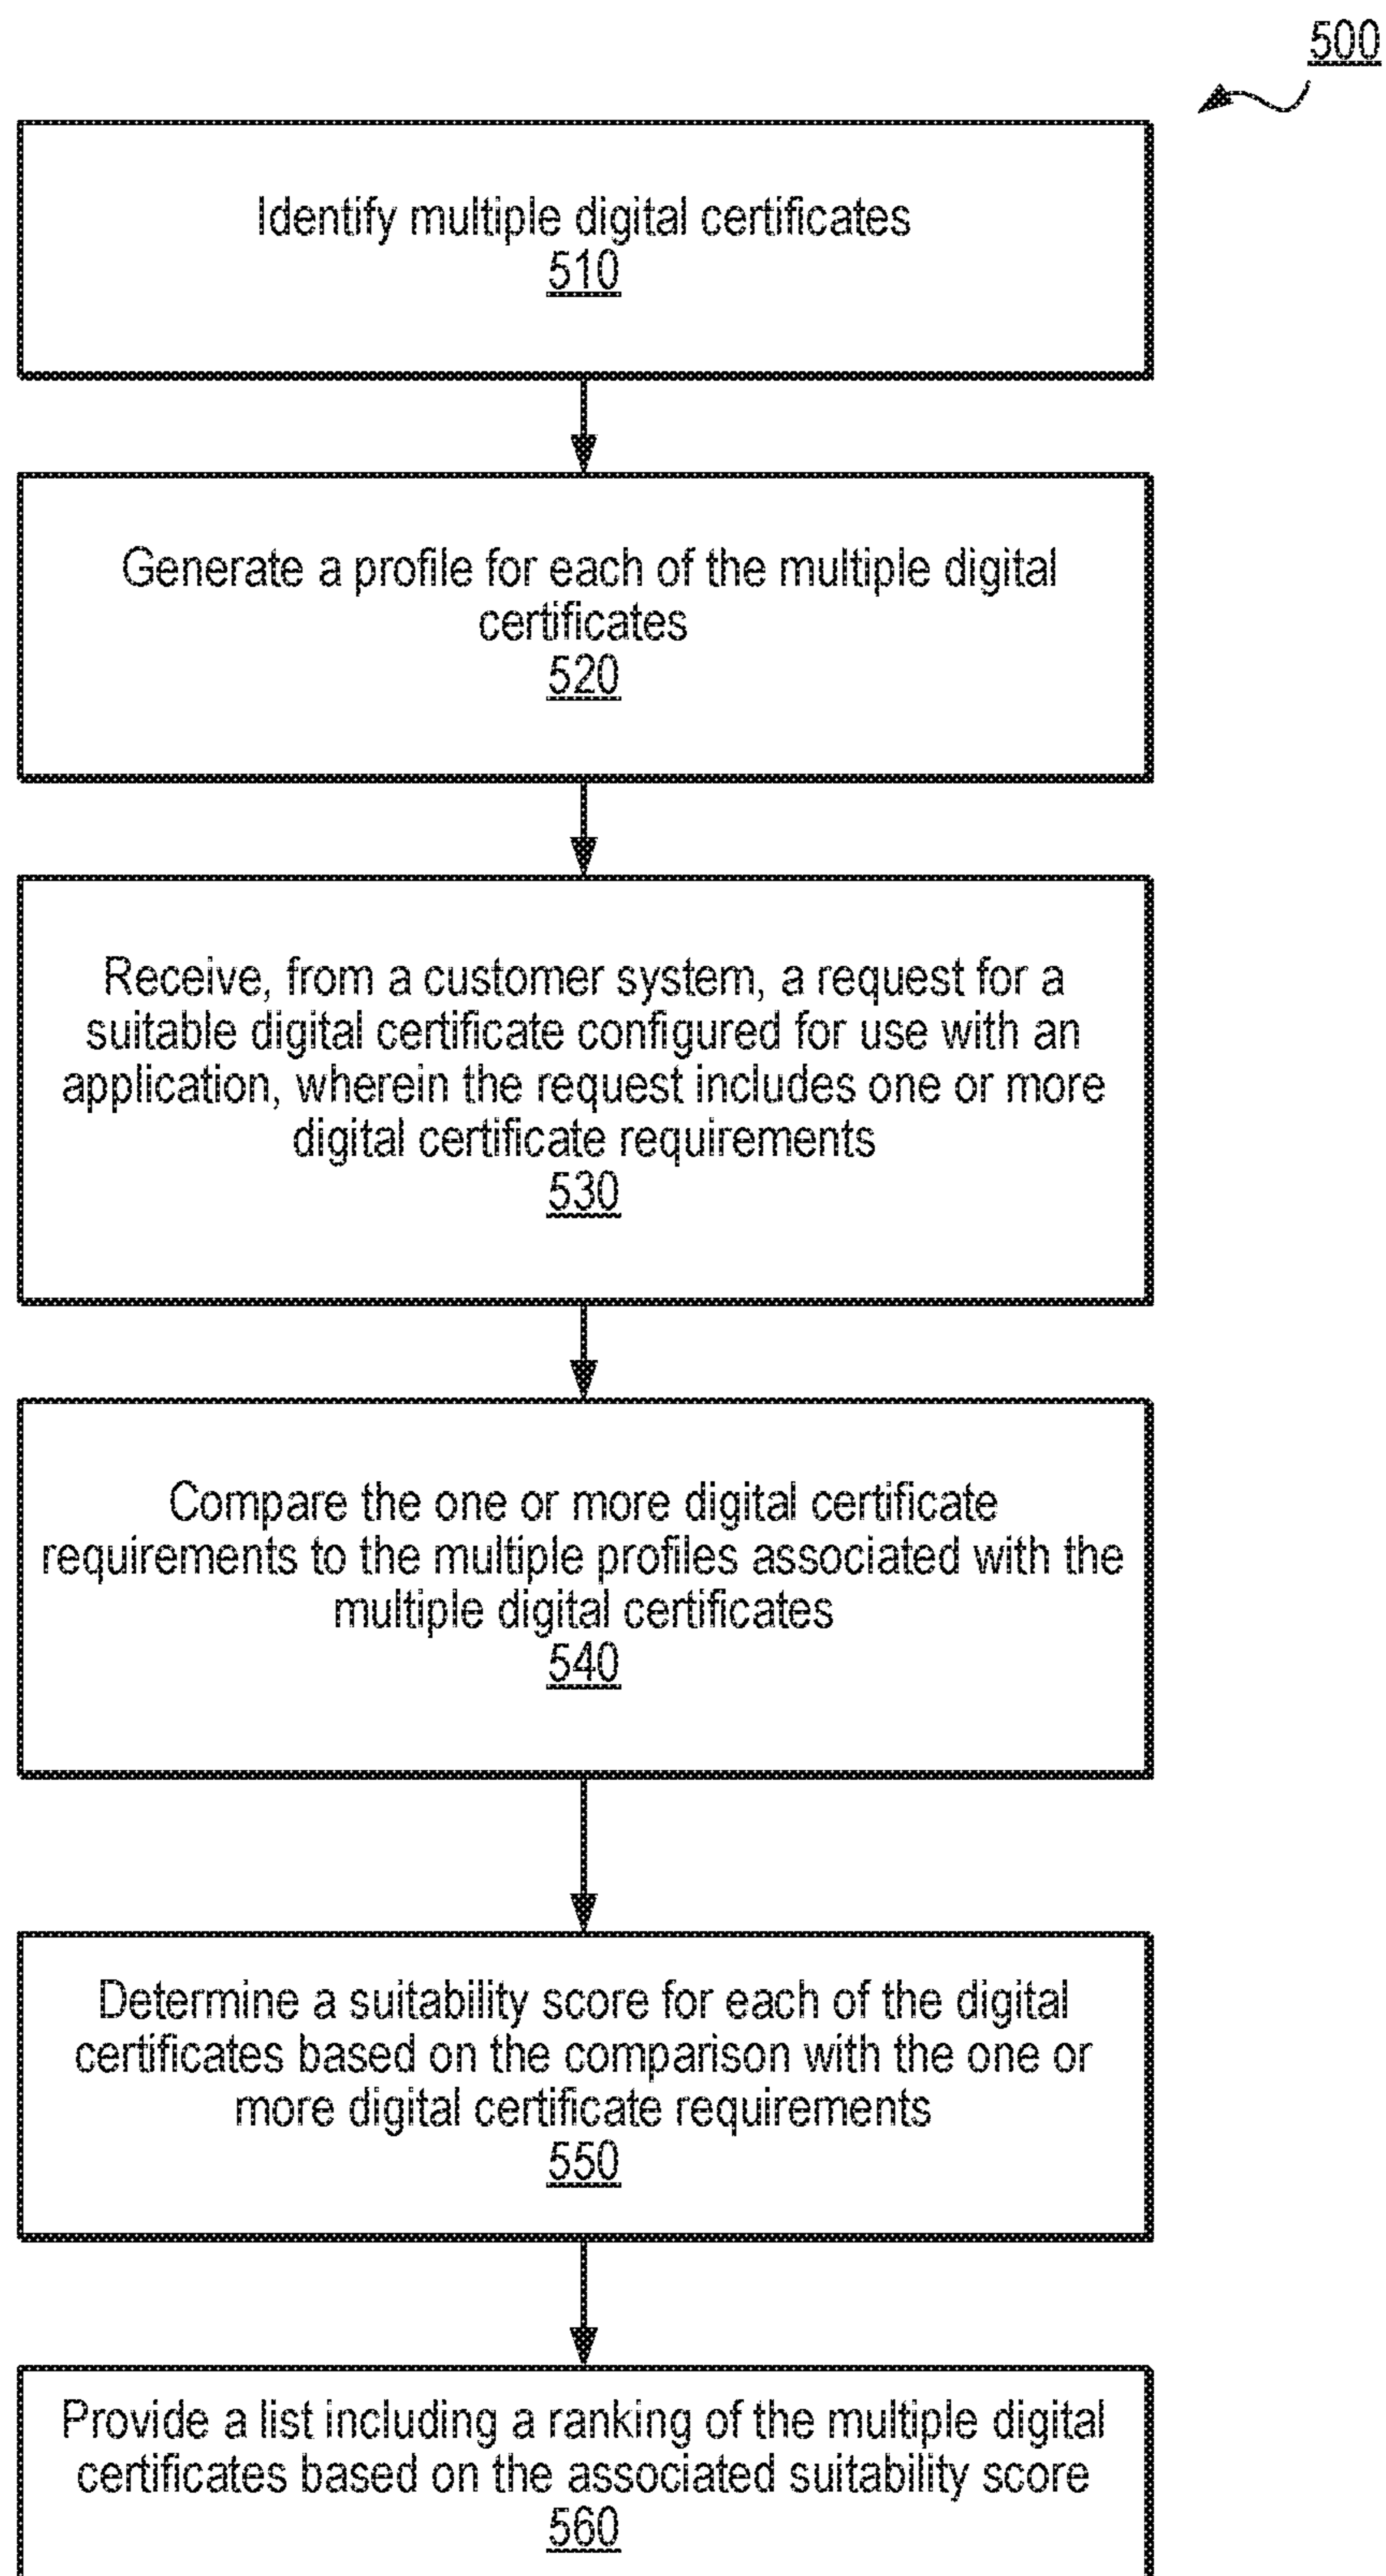 500
Identify multiple digital certificates
510
Generate a profile for each of the multiple digital
certificates
520
Receive, from a customer system, a request for a
suitable digital certificate configured for use with an
application, wherein the request includes one or more
digital certificate requirements
530
Compare the one or more digital certificate
requirements to the multiple profiles associated with the
multiple digital certificates
540
Determine a suitability score for each of the digital
certificates based on the comparison with the one or
more digital certificate requirements
550
Provide a list including a ranking of the multiple digital
certificates based on the associated suitability score
560